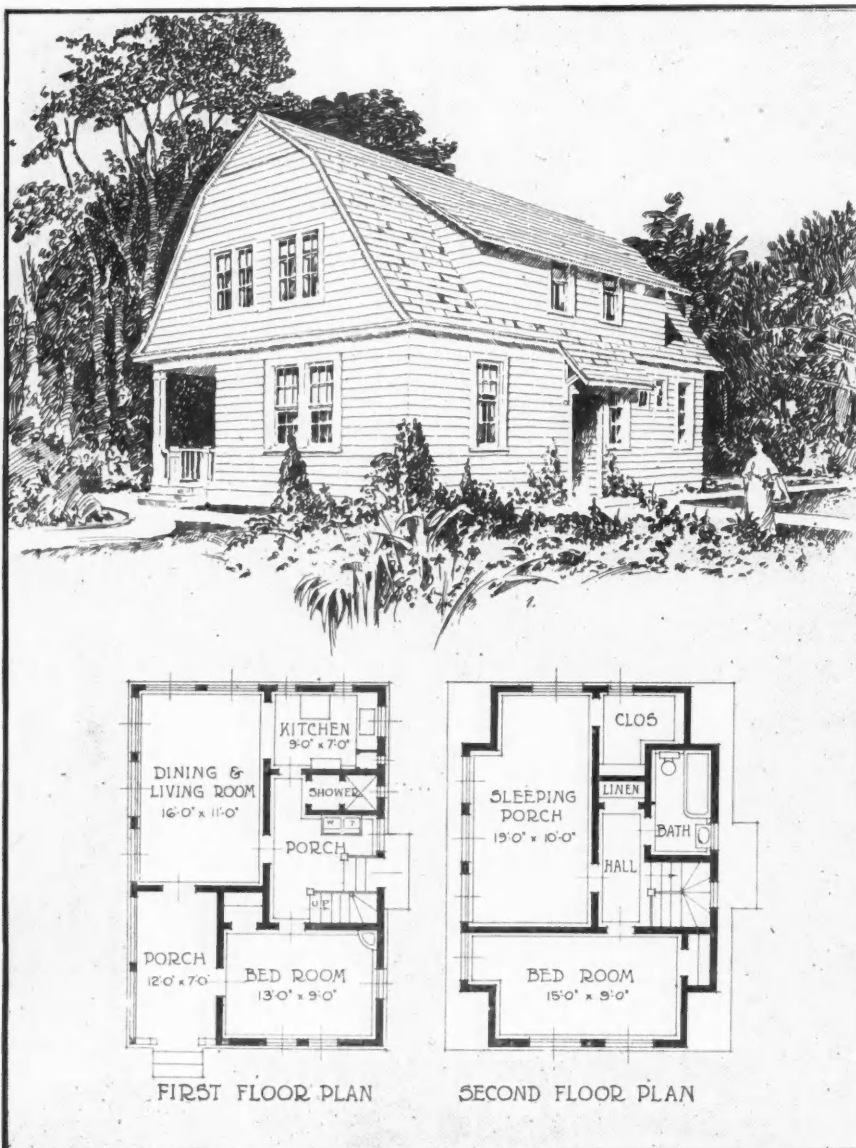 KITCHEN
9'-0" x 7'-0"
DINING &
LIVING ROOM
16'-0" x 11'-0"
SHOWER
W T
PORCH
UP
PORCH
12'-0" x 7'-0"
BED ROOM
13'-0" x 9'-0"
FIRST FLOOR PLAN
CLOS
LINEN
SLEEPING
PORCH
19'-0" x 10'-0"
BATH
HALL
BED ROOM
15'-0" x 9'-0"
SECOND FLOOR PLAN